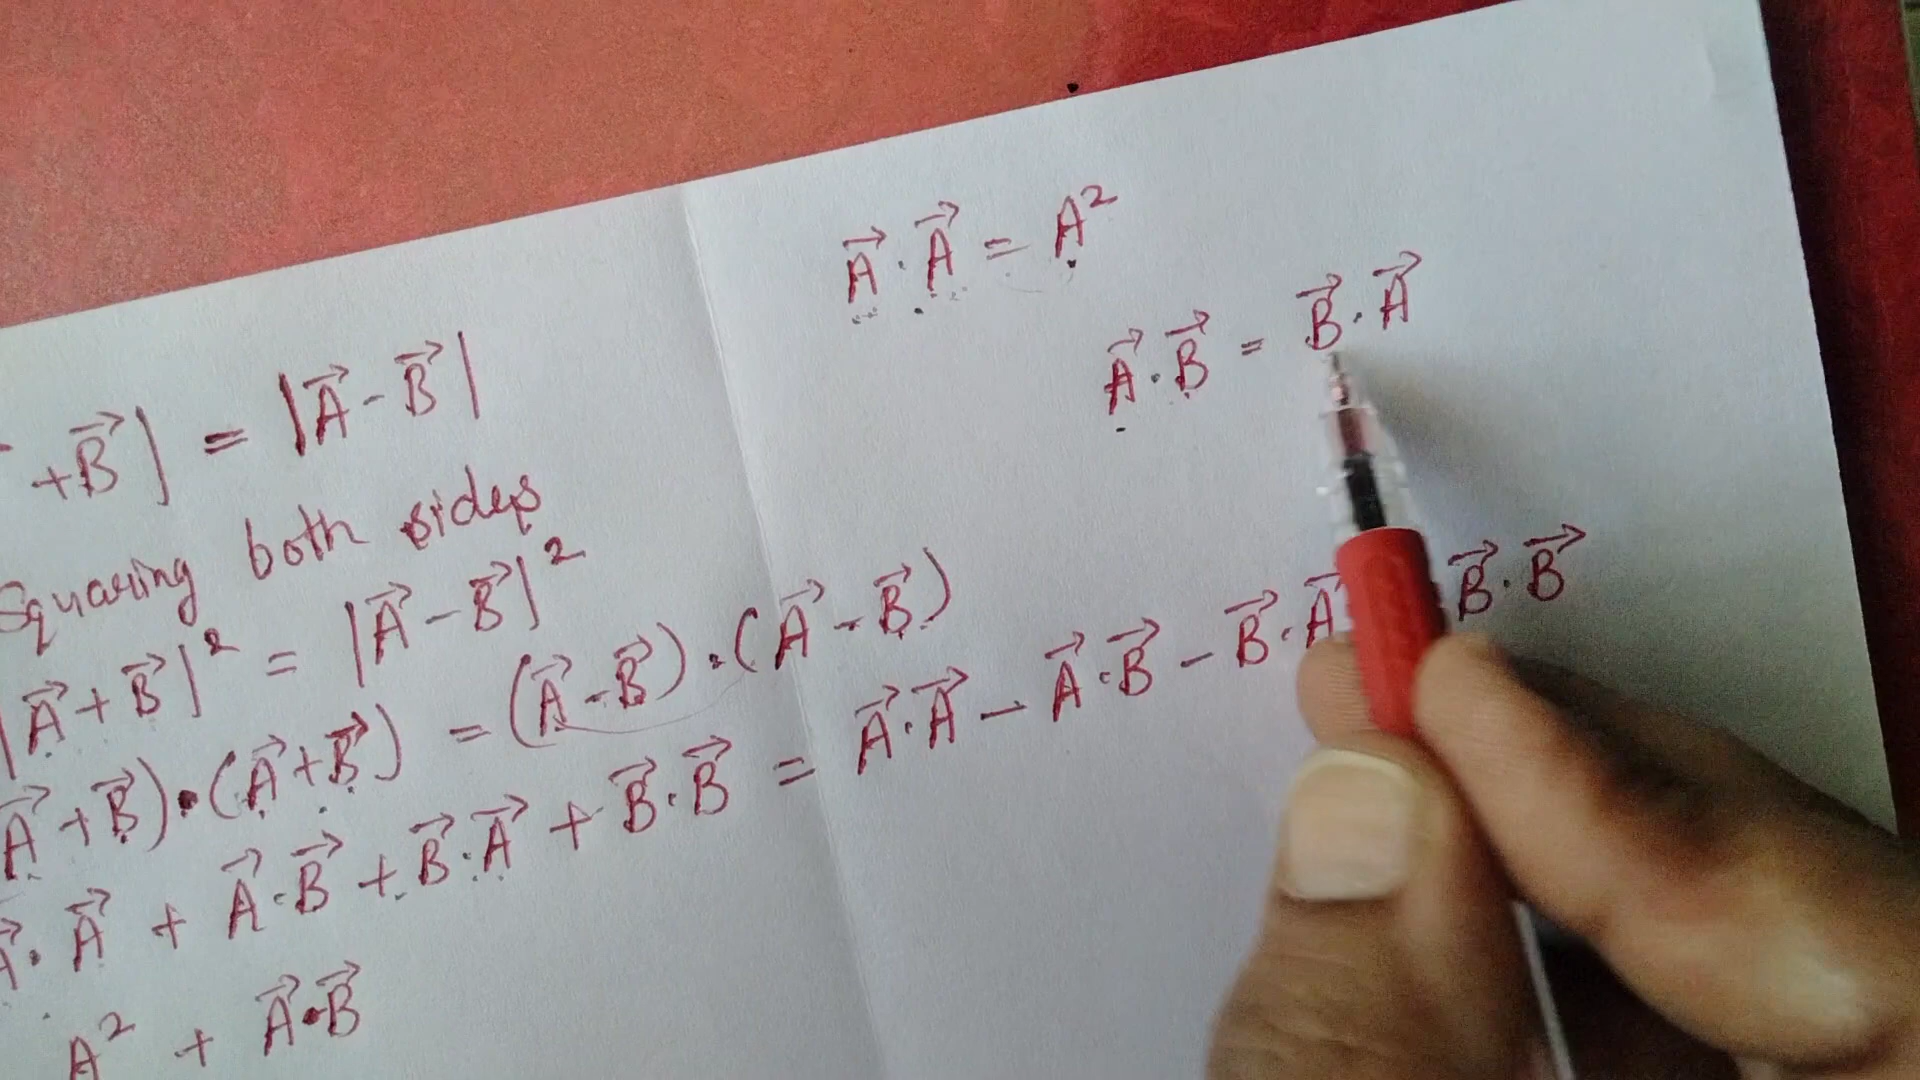 A⃗ · A⃗ = A²
A⃗ · B⃗ = B⃗ · A⃗
+ B⃗ | = | A⃗ - B⃗ |
Squaring both sides
| A⃗ + B⃗ |² = | A⃗ - B⃗ |²
A⃗ + B⃗ ) · ( A⃗ + B⃗ ) = ( A⃗ - B⃗ ) · ( A⃗ - B⃗ )
A⃗ · A⃗ + A⃗ · B⃗ + B⃗ · A⃗ + B⃗ · B⃗ = A⃗ · A⃗ - A⃗ · B⃗ - B⃗ · A⃗ B⃗ · B⃗
A² + A⃗ · B⃗